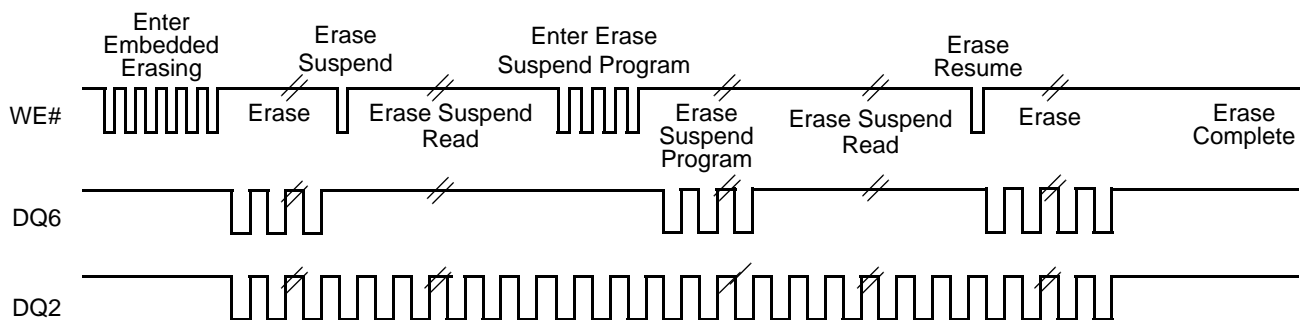 Enter
Embedded
Erasing
Erase
Suspend
Enter Erase
Suspend Program
Erase
Resume
WE#
Erase
Erase Suspend
Read
Erase
Suspend
Program
Erase Suspend
Read
Erase
Erase
Complete
DQ6
DQ2